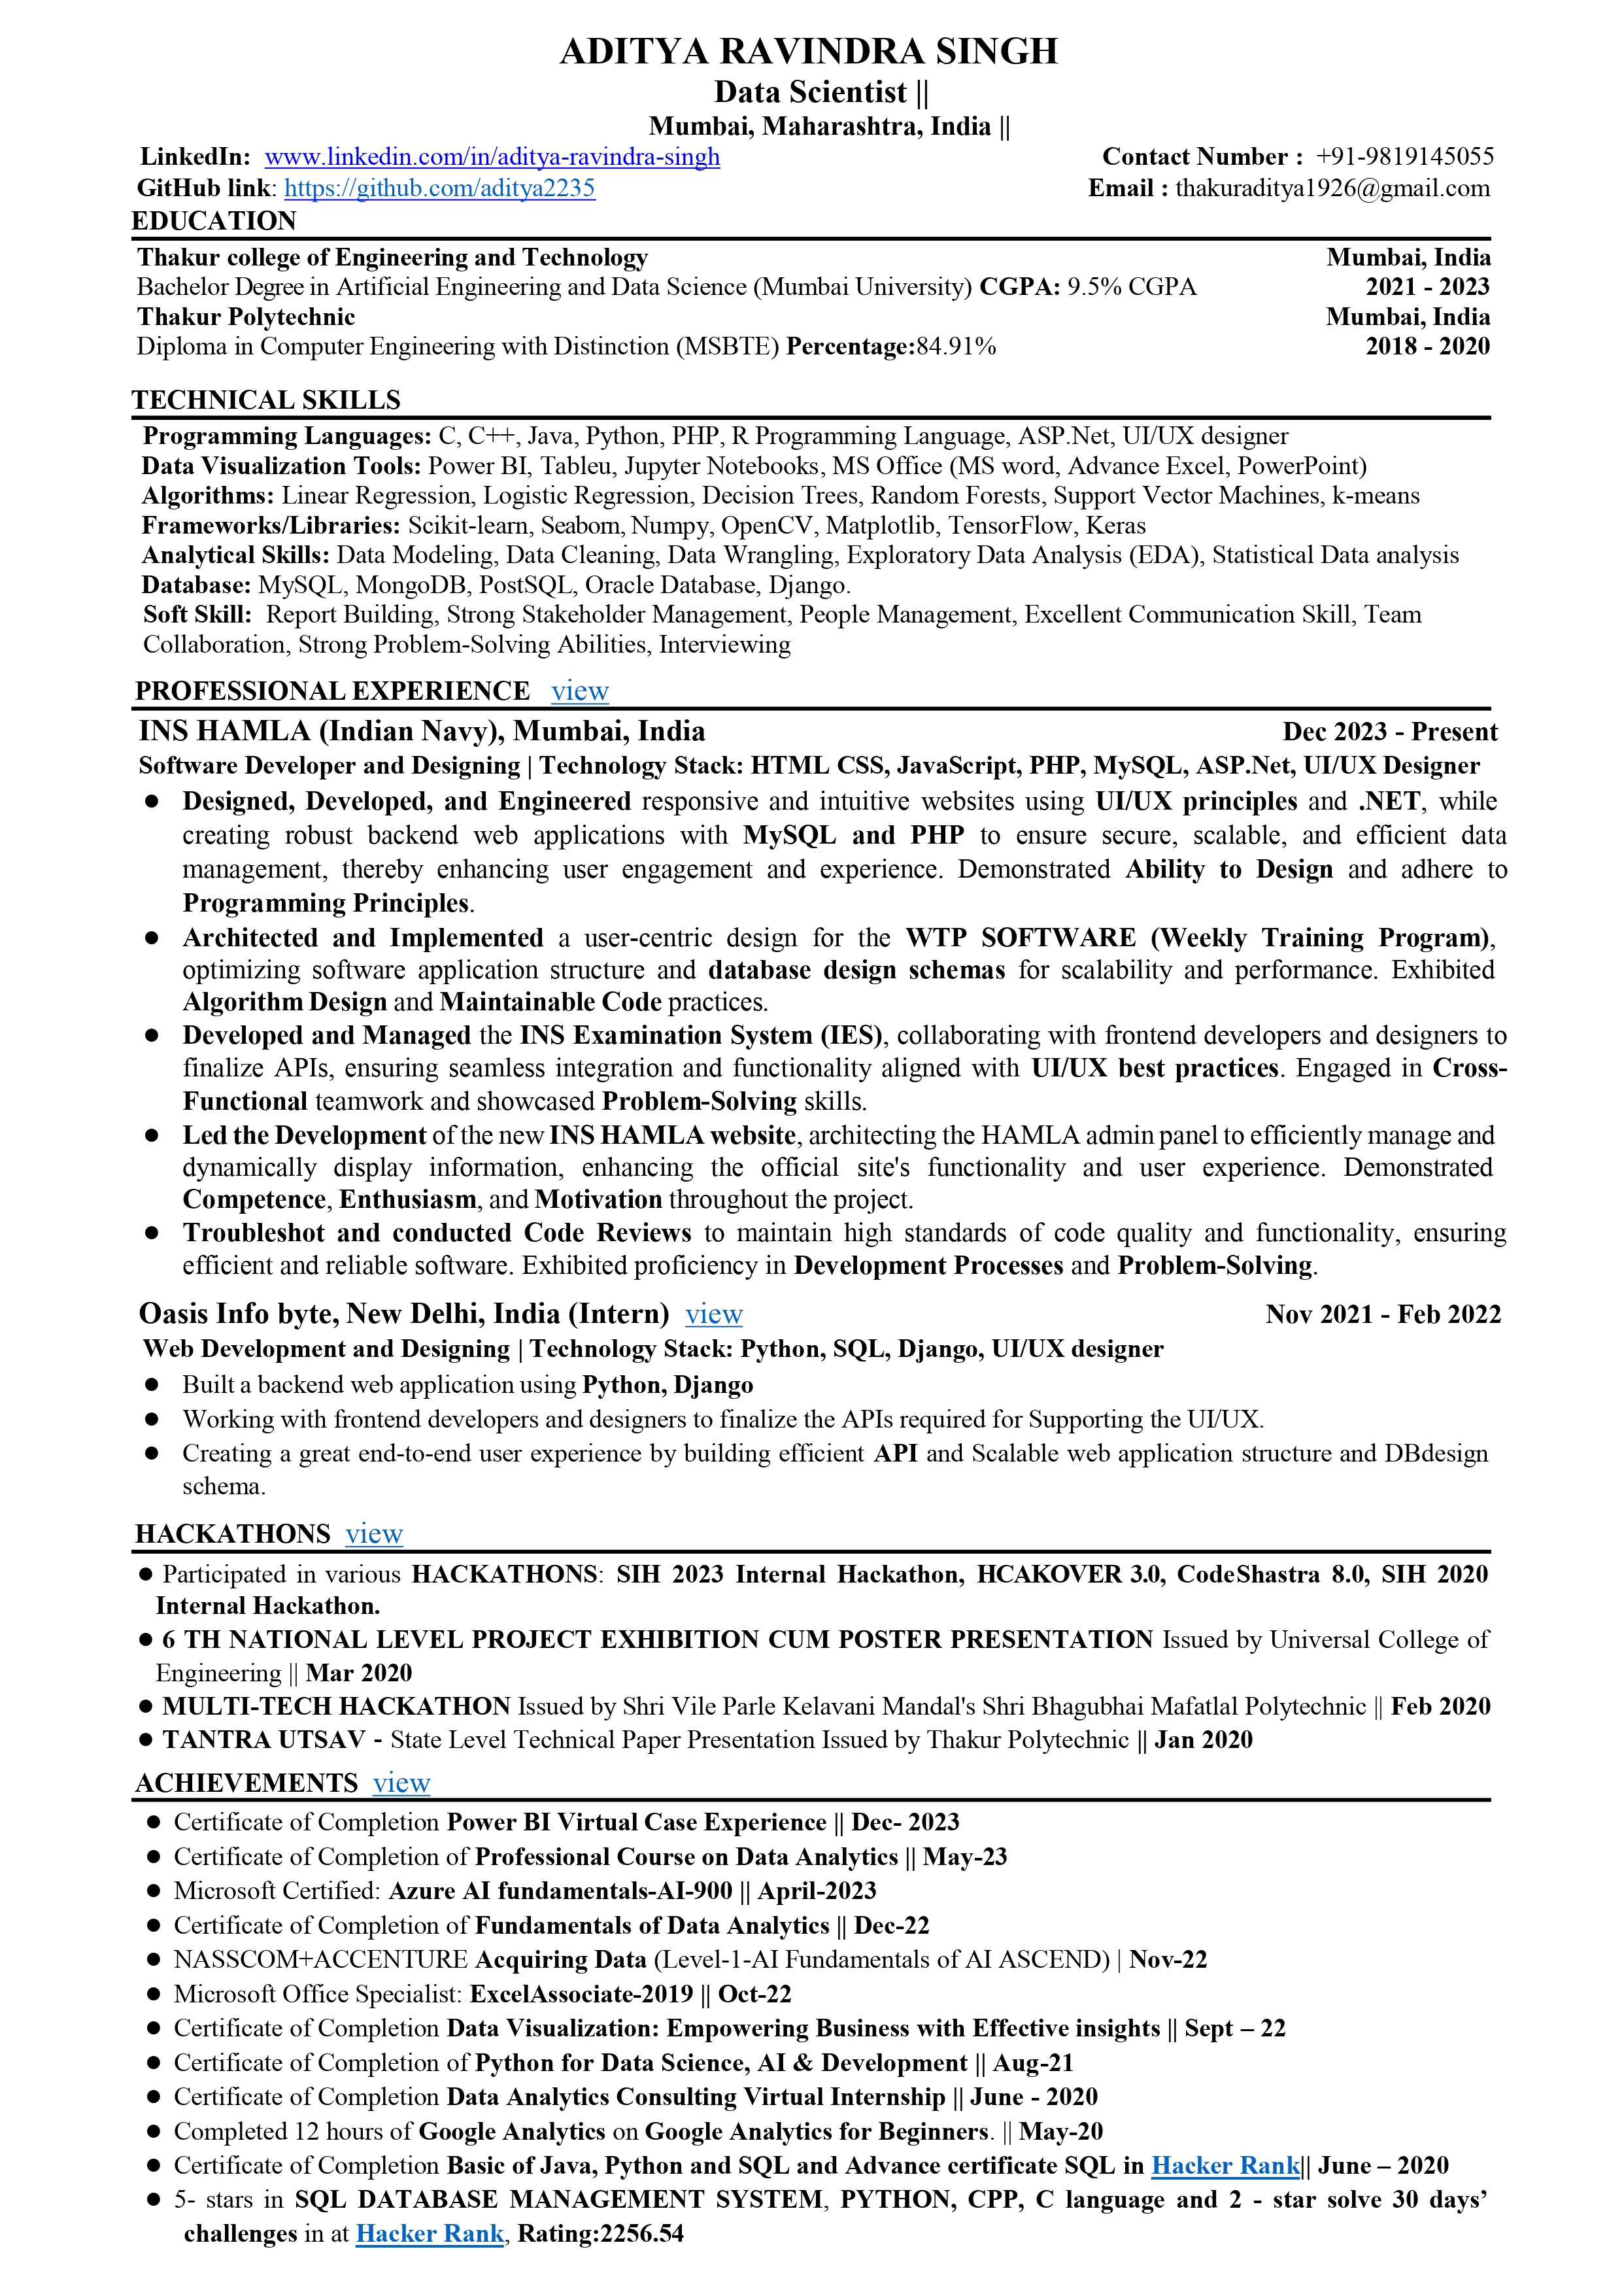 ADITYA RAVINDRA SINGH
Data Scientist ||
Mumbai, Maharashtra, India ||
LinkedIn: www.linkedin.com/in/aditya-ravindra-singh Contact Number : +91-9819145055
GitHub link: https://github.com/aditya2235 Email : thakuraditya1926@gmail.com
EDUCATION
Thakur college of Engineering and Technology Mumbai, India
Bachelor Degree in Artificial Engineering and Data Science (Mumbai University) CGPA: 9.5% CGPA 2021 - 2023
Thakur Polytechnic Mumbai, India
Diploma in Computer Engineering with Distinction (MSBTE) Percentage:84.91% 2018 - 2020
TECHNICAL SKILLS
Programming Languages: C, C++, Java, Python, PHP, R Programming Language, ASP.Net, UI/UX designer
Data Visualization Tools: Power BI, Tableu, Jupyter Notebooks, MS Office (MS word, Advance Excel, PowerPoint)
Algorithms: Linear Regression, Logistic Regression, Decision Trees, Random Forests, Support Vector Machines, k-means
Frameworks/Libraries: Scikit-learn, Seaborn, Numpy, OpenCV, Matplotlib, TensorFlow, Keras
Analytical Skills: Data Modeling, Data Cleaning, Data Wrangling, Exploratory Data Analysis (EDA), Statistical Data analysis
Database: MySQL, MongoDB, PostSQL, Oracle Database, Django.
Soft Skill: Report Building, Strong Stakeholder Management, People Management, Excellent Communication Skill, Team
Collaboration, Strong Problem-Solving Abilities, Interviewing
PROFESSIONAL EXPERIENCE view
INS HAMLA (Indian Navy), Mumbai, India Dec 2023 - Present
Software Developer and Designing | Technology Stack: HTML CSS, JavaScript, PHP, MySQL, ASP.Net, UI/UX Designer
● Designed, Developed, and Engineered responsive and intuitive websites using UI/UX principles and .NET, while
creating robust backend web applications with MySQL and PHP to ensure secure, scalable, and efficient data
management, thereby enhancing user engagement and experience. Demonstrated Ability to Design and adhere to
Programming Principles.
● Architected and Implemented a user-centric design for the WTP SOFTWARE (Weekly Training Program),
optimizing software application structure and database design schemas for scalability and performance. Exhibited
Algorithm Design and Maintainable Code practices.
● Developed and Managed the INS Examination System (IES), collaborating with frontend developers and designers to
finalize APIs, ensuring seamless integration and functionality aligned with UI/UX best practices. Engaged in Cross-
Functional teamwork and showcased Problem-Solving skills.
● Led the Development of the new INS HAMLA website, architecting the HAMLA admin panel to efficiently manage and
dynamically display information, enhancing the official site's functionality and user experience. Demonstrated
Competence, Enthusiasm, and Motivation throughout the project.
● Troubleshot and conducted Code Reviews to maintain high standards of code quality and functionality, ensuring
efficient and reliable software. Exhibited proficiency in Development Processes and Problem-Solving.
Oasis Info byte, New Delhi, India (Intern) view Nov 2021 - Feb 2022
Web Development and Designing | Technology Stack: Python, SQL, Django, UI/UX designer
● Built a backend web application using Python, Django
● Working with frontend developers and designers to finalize the APIs required for Supporting the UI/UX.
● Creating a great end-to-end user experience by building efficient API and Scalable web application structure and DBdesign
schema.
HACKATHONS view
● Participated in various HACKATHONS: SIH 2023 Internal Hackathon, HCAKOVER 3.0, CodeShastra 8.0, SIH 2020
Internal Hackathon.
● 6 TH NATIONAL LEVEL PROJECT EXHIBITION CUM POSTER PRESENTATION Issued by Universal College of
Engineering || Mar 2020
● MULTI-TECH HACKATHON Issued by Shri Vile Parle Kelavani Mandal's Shri Bhagubhai Mafatlal Polytechnic || Feb 2020
● TANTRA UTSAV - State Level Technical Paper Presentation Issued by Thakur Polytechnic || Jan 2020
ACHIEVEMENTS view
● Certificate of Completion Power BI Virtual Case Experience || Dec- 2023
● Certificate of Completion of Professional Course on Data Analytics || May-23
● Microsoft Certified: Azure AI fundamentals-AI-900 || April-2023
● Certificate of Completion of Fundamentals of Data Analytics || Dec-22
● NASSCOM+ACCENTURE Acquiring Data (Level-1-AI Fundamentals of AI ASCEND) | Nov-22
● Microsoft Office Specialist: ExcelAssociate-2019 || Oct-22
● Certificate of Completion Data Visualization: Empowering Business with Effective insights || Sept – 22
● Certificate of Completion of Python for Data Science, AI & Development || Aug-21
● Certificate of Completion Data Analytics Consulting Virtual Internship || June - 2020
● Completed 12 hours of Google Analytics on Google Analytics for Beginners. || May-20
● Certificate of Completion Basic of Java, Python and SQL and Advance certificate SQL in Hacker Rank|| June – 2020
● 5- stars in SQL DATABASE MANAGEMENT SYSTEM, PYTHON, CPP, C language and 2 - star solve 30 days’
challenges in at Hacker Rank, Rating:2256.54